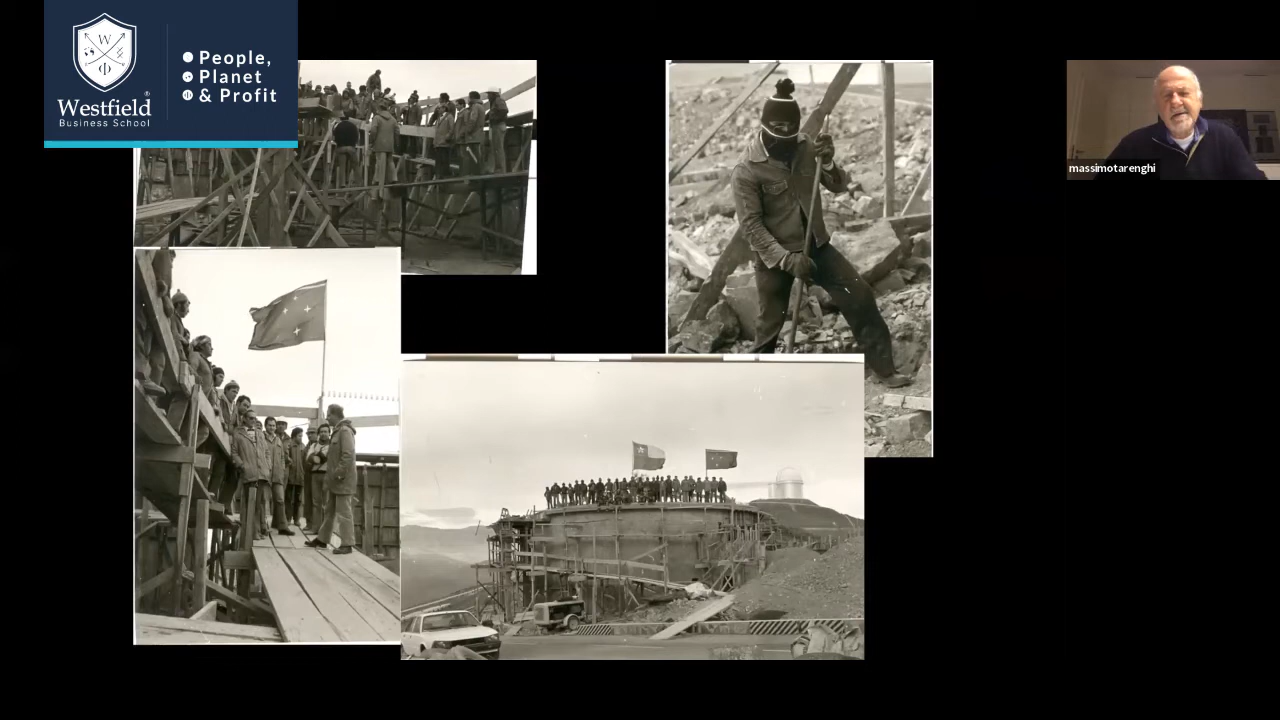 W
Φ
Westfield®
Business School
People,
Planet
& Profit
massimotarenghi